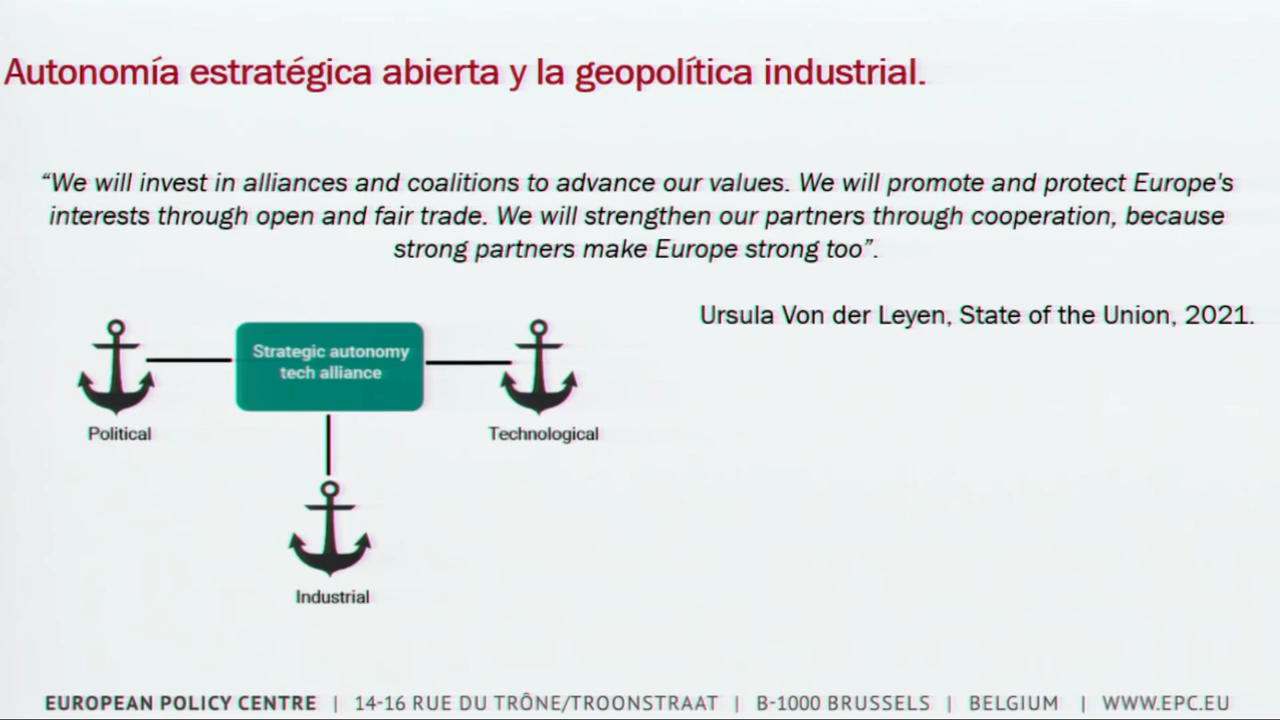 Autonomía estratégica abierta y la geopolítica industrial.
“We will invest in alliances and coalitions to advance our values. We will promote and protect Europe's
interests through open and fair trade. We will strengthen our partners through cooperation, because
strong partners make Europe strong too”.
Ursula Von der Leyen, State of the Union, 2021.
Strategic autonomy
tech alliance
Political
Technological
Industrial
EUROPEAN POLICY CENTRE | 14-16 RUE DU TRÔNE/TROONSTRAAT | B-1000 BRUSSELS | BELGIUM | WWW.EPC.EU